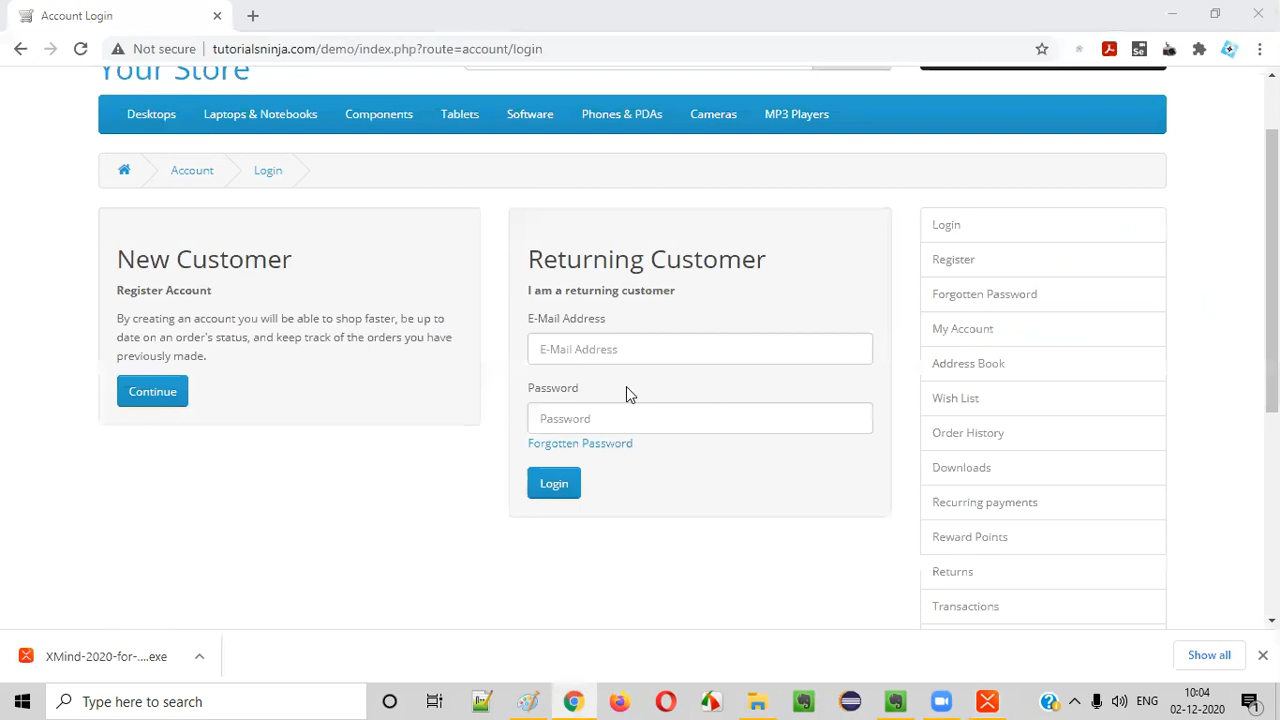 Account Login
Not secure
tutorialsninja.com/demo/index.php?route=account/login
Your Store
Desktops
Laptops & Notebooks
Components
Tablets
Software
Phones & PDAs
Cameras
MP3 Players
Account
Login
New Customer
Register Account
By creating an account you will be able to shop faster, be up to
date on an order's status, and keep track of the orders you have
previously made.
Continue
Returning Customer
I am a returning customer
E-Mail Address
E-Mail Address
Password
Password
Forgotten Password
Login
Login
Register
Forgotten Password
My Account
Address Book
Wish List
Order History
Downloads
Recurring payments
Reward Points
Returns
Transactions
XMind-2020-for-....exe
Show all
Type here to search
ENG
10:04
02-12-2020